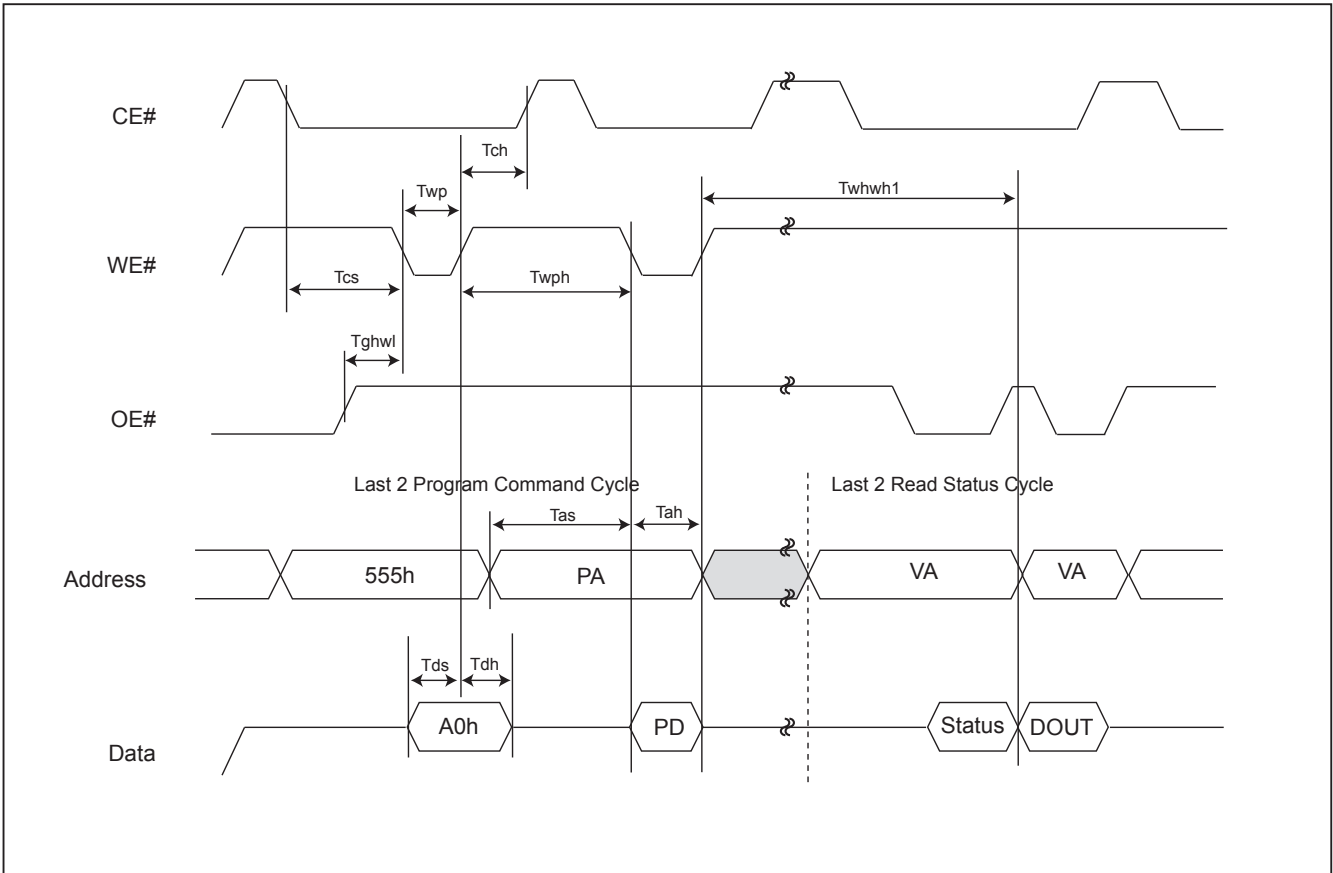 CE#
Tch
Twp
Twhwh1
WE#
Tcs
Twph
Tghwl
OE#
Last 2 Program Command Cycle
Last 2 Read Status Cycle
Tas
Tah
Address
555h
PA
VA
VA
Tds
Tdh
Data
A0h
PD
Status
DOUT